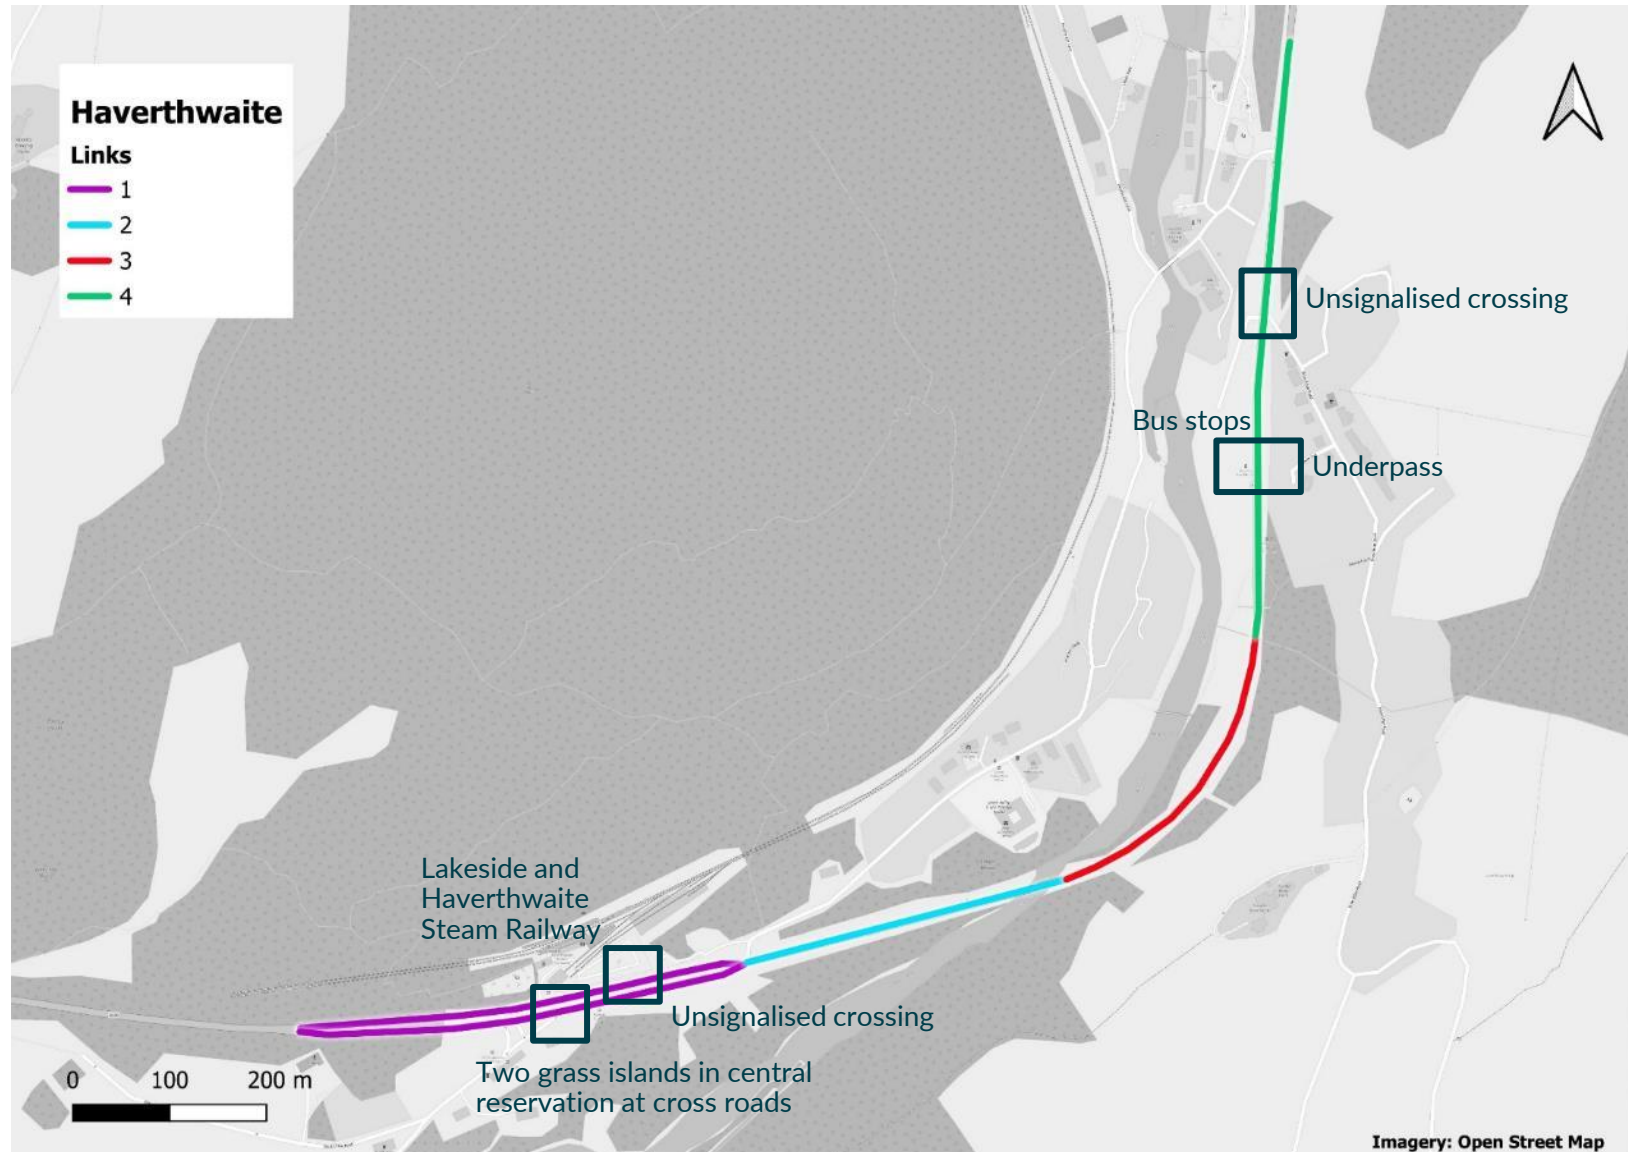 Haverthwaite
Links
1
2
3
4
Unsignalised crossing
Bus stops
Underpass
Lakeside and
Haverthwaite
Steam Railway
Unsignalised crossing
Two grass islands in central
reservation at cross roads
0 100 200 m
Imagery: Open Street Map